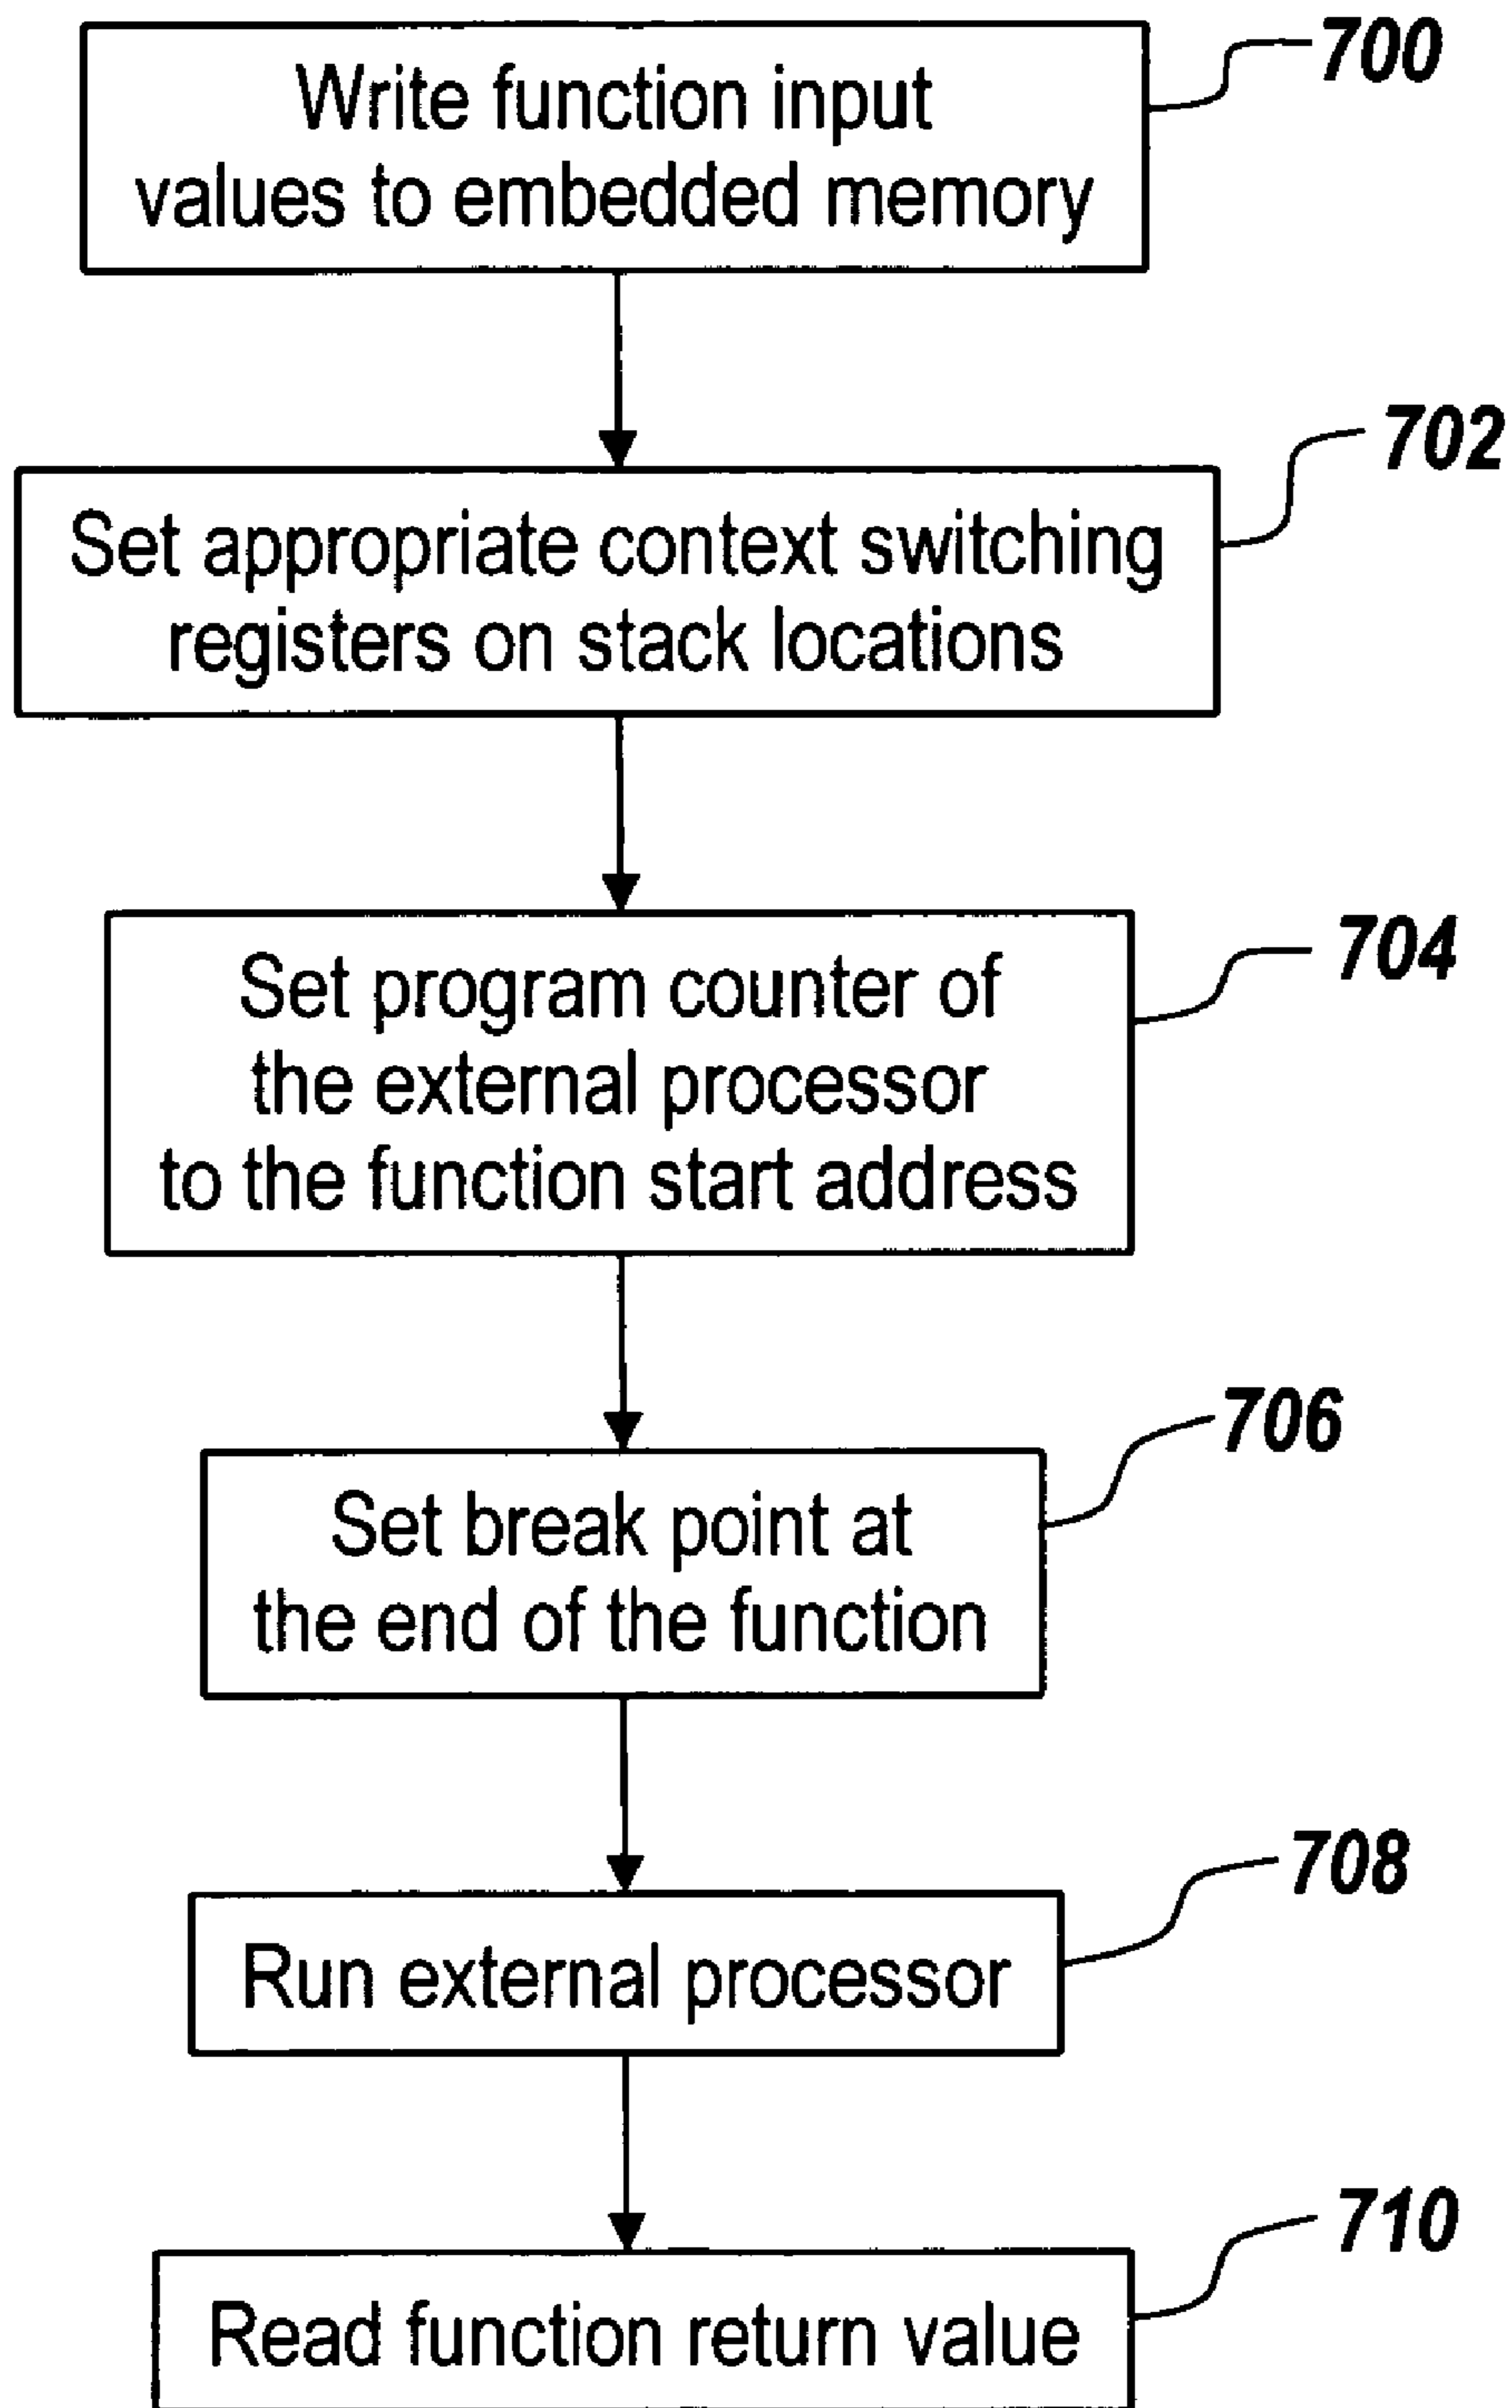 700
Write function input
values to embedded memory
702
Set appropriate context switching
registers on stack locations
704
Set program counter of
the external processor
to the function start address
706
Set break point at
the end of the function
708
Run external processor
710
Read function return value